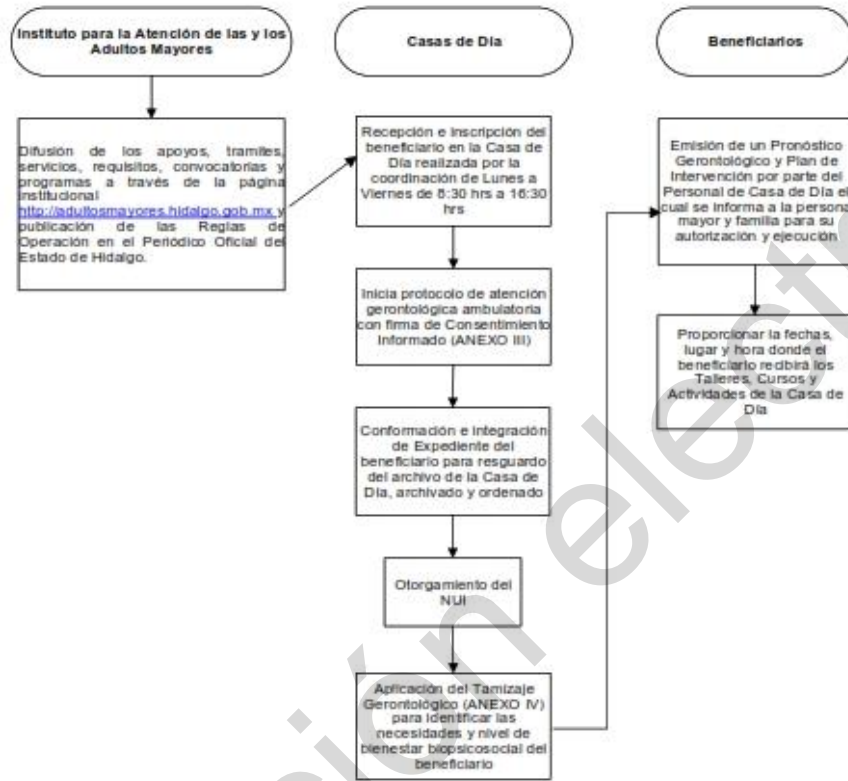 Instituto para la Atención de las y los
Adultos Mayores
Difusión de los apoyos, tramites,
servicios, requisitos, convocatorias y
programas a través de la página
institucional
http://adultosmayores.hidalgo.gob.mx y
publicación de las Reglas de
Operación en el Periódico Oficial del
Estado de Hidalgo.
Casas de Día
Recepción e Inscripción del
beneficiario en la Casa de
Día realizada por la
coordinación de Lunes a
Viernes de 8:30 hrs a 16:30
hrs
Inicia protocolo de atención
gerontológica ambulatoria
con firma de Consentimiento
Informado (ANEXO III)
Conformación e Integración
de Expediente del
beneficiario para resguardo
del archivo de la Casa de
Día, archivado y ordenado
Otorgamiento del
NUI
Aplicación del Tamizaje
Gerontológico (ANEXO IV)
para identificar las
necesidades y nivel de
bienestar biopsicosocial del
beneficiario
Beneficiarios
Emisión de un Pronóstico
Gerontológico y Plan de
Intervención por parte del
Personal de Casa de Día el
cual se informa a la persona
mayor y familia para su
autorización y ejecución
Proporcionar la fechas,
lugar y hora donde el
beneficiario recibirá los
Talleres, Cursos y
Actividades de la Casa de
Día
ión electr